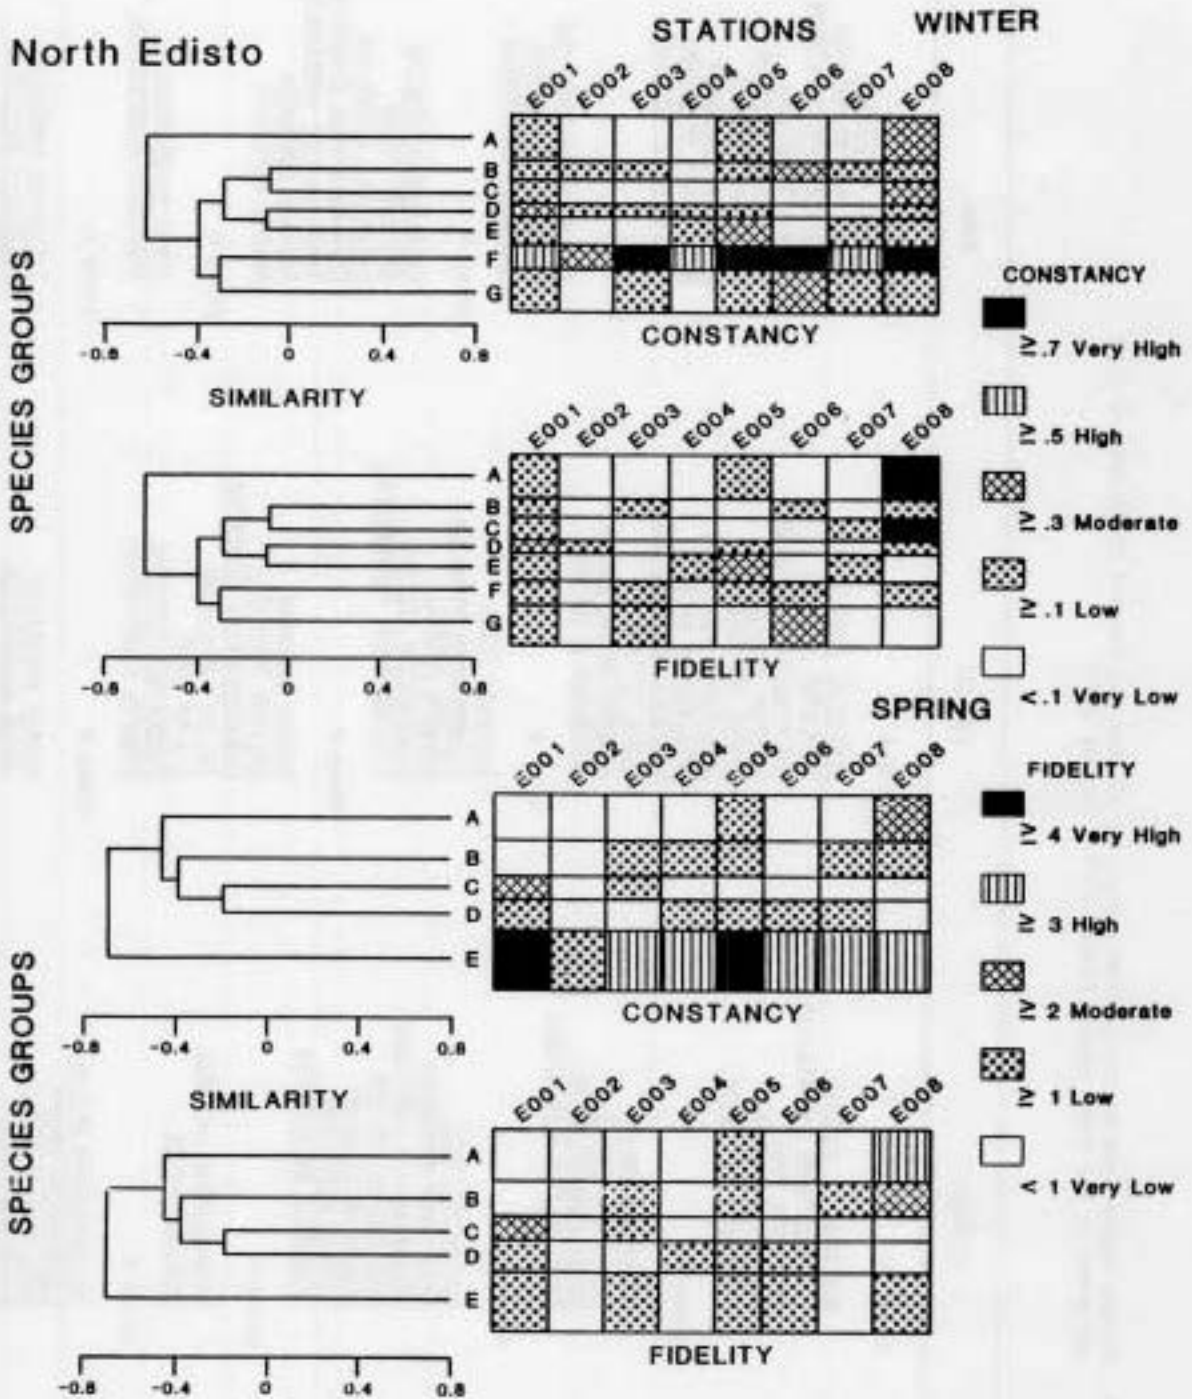 North Edisto
STATIONS
WINTER
E001 E002 E003 E004 E005 E006 E007 E008
A
B
C
D
E
F
G
-0.8 -0.4 0 0.4 0.8
CONSTANCY
SIMILARITY
SPECIES GROUPS
E001 E002 E003 E004 E005 E006 E007 E008
A
B
C
D
E
F
G
-0.8 -0.4 0 0.4 0.8
FIDELITY
CONSTANCY
≥ .7 Very High
≥ .5 High
≥ .3 Moderate
≥ .1 Low
< .1 Very Low
SPRING
E001 E002 E003 E004 E005 E006 E007 E008
A
B
C
D
E
-0.8 -0.4 0 0.4 0.8
CONSTANCY
SIMILARITY
SPECIES GROUPS
E001 E002 E003 E004 E005 E006 E007 E008
A
B
C
D
E
-0.8 -0.4 0 0.4 0.8
FIDELITY
FIDELITY
≥ 4 Very High
≥ 3 High
≥ 2 Moderate
≥ 1 Low
< 1 Very Low